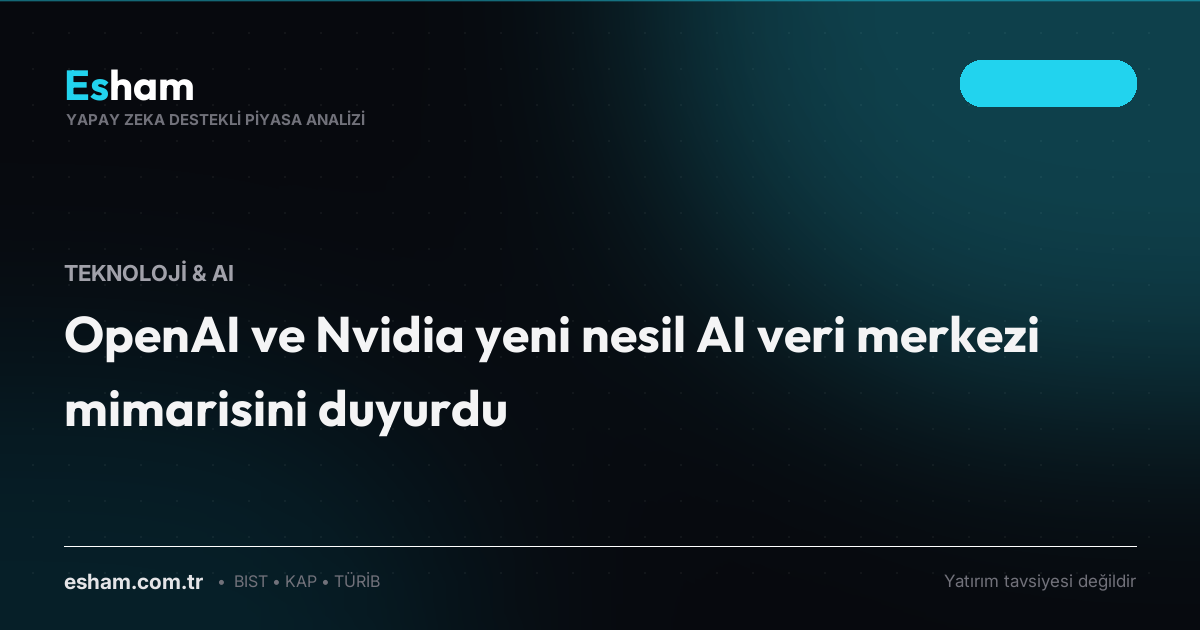 Esham
YAPAY ZEKA DESTEKLİ PİYASA ANALİZİ
TEKNOLOJİ & AI
OpenAI ve Nvidia yeni nesil AI veri merkezi
mimarisini duyurdu
esham.com.tr • BIST • KAP • TÜRİB
Yatırım tavsiyesi değildir